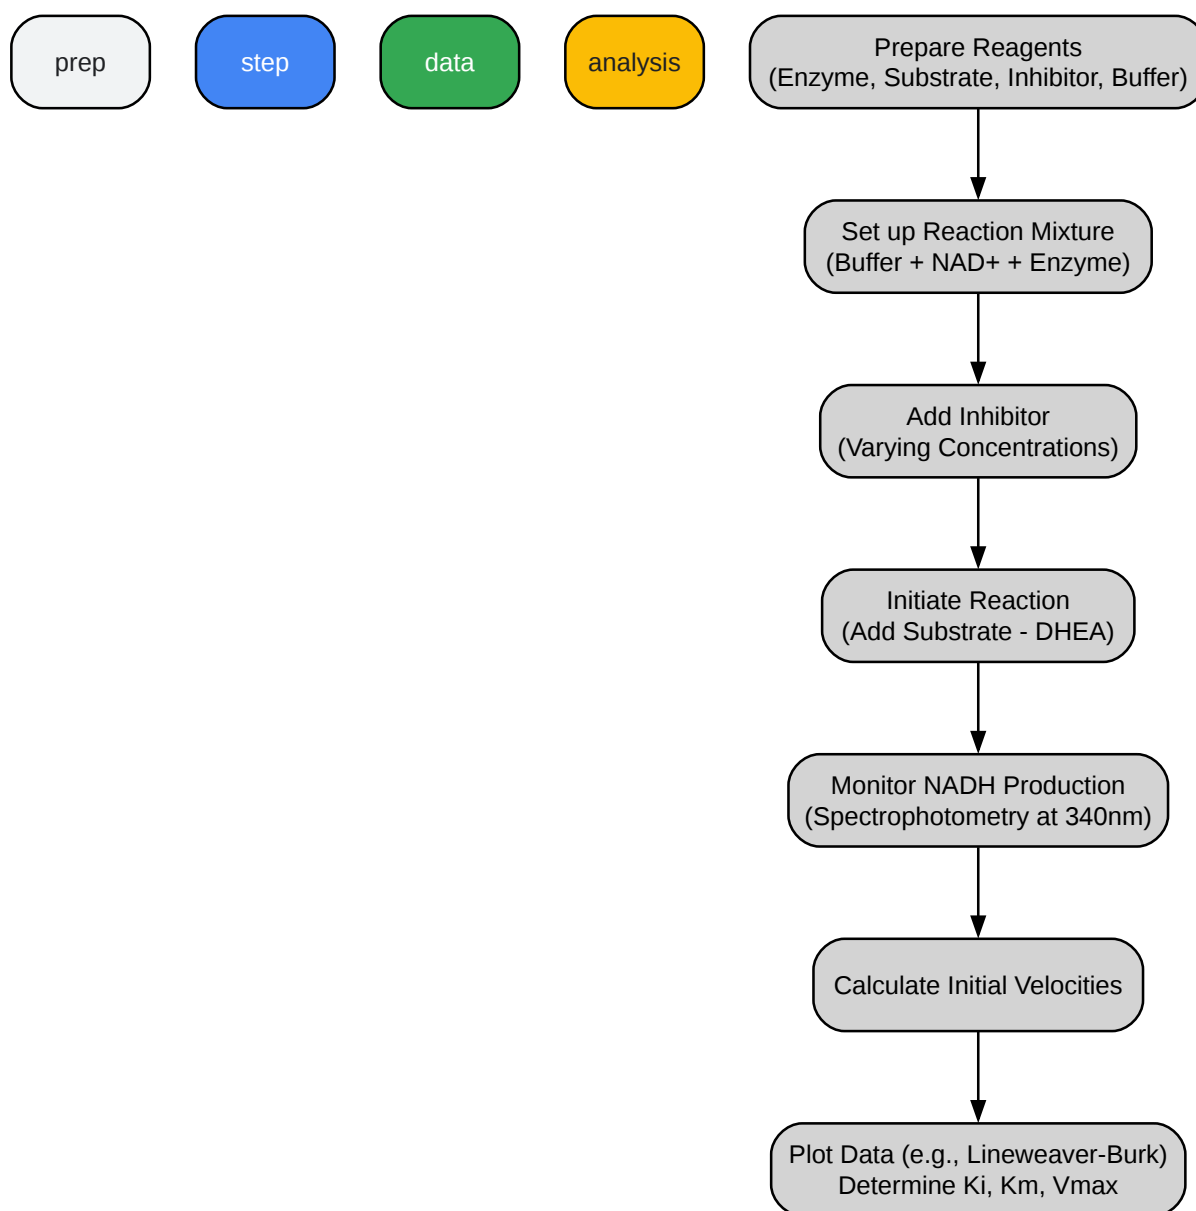 prep
step
data
analysis
Prepare Reagents
(Enzyme, Substrate, Inhibitor, Buffer)
Set up Reaction Mixture
(Buffer + NAD+ + Enzyme)
Add Inhibitor
(Varying Concentrations)
Initiate Reaction
(Add Substrate - DHEA)
Monitor NADH Production
(Spectrophotometry at 340nm)
Calculate Initial Velocities
Plot Data (e.g., Lineweaver-Burk)
Determine Ki, Km, Vmax